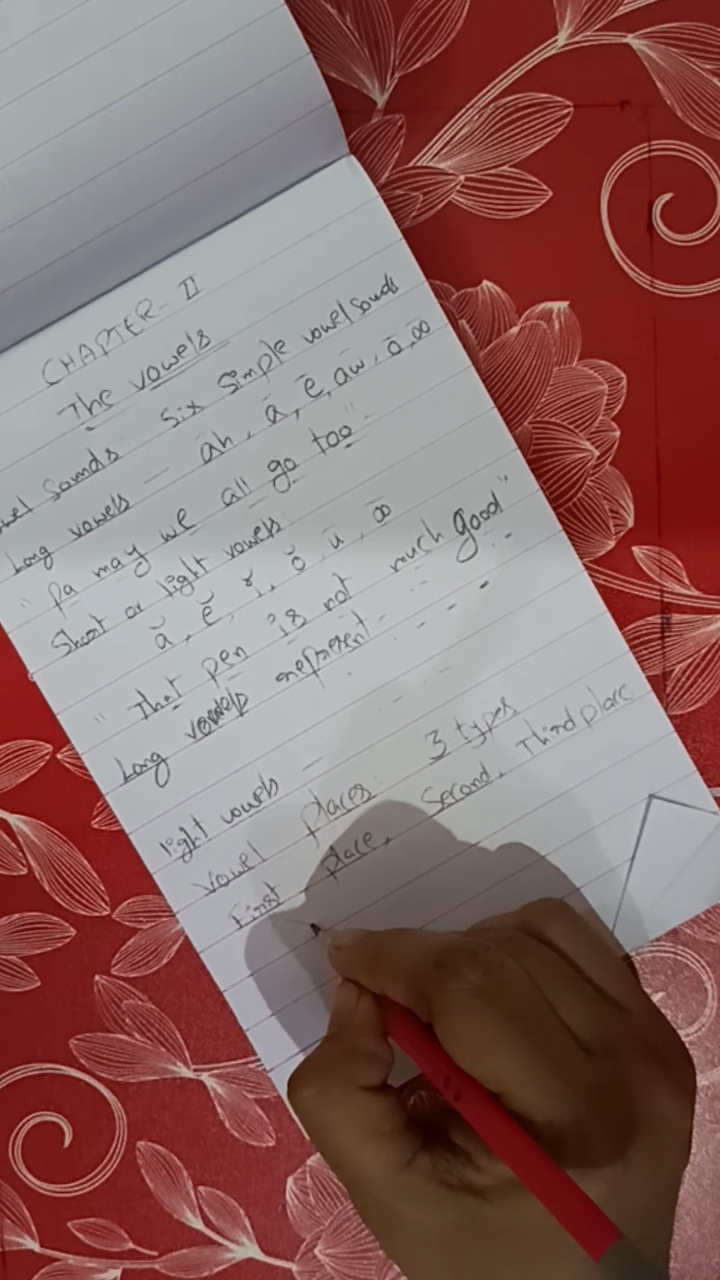 CHAPTER - II
The vowels
wel Sounds: Six Simple vowel sounds
Long vowels — ah, ā, ē, aw, ō, o͞o
"Pa may we all go too"
Short or light vowels:
ă, ĕ, ĭ, ŏ, ŭ, o͝o
"That pen is not much good"
Long vowels represent
light vowels —
Vowel places: 3 types
First place, Second, Third place